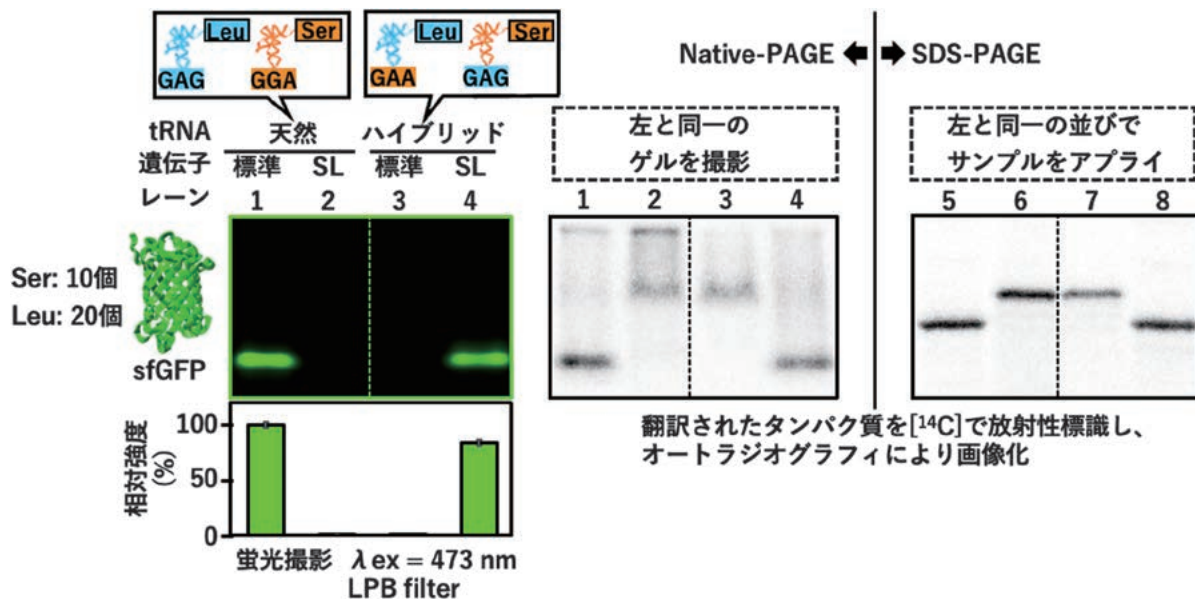 Leu Ser Leu Ser
GAG GGA GAA GAG
Native-PAGE SDS-PAGE
tRNA 天然 ハイブリッド
遺伝子 標準 SL 標準 SL
レーン 1 2 3 4
左と同一の
ゲルを撮影
1 2 3 4
左と同一の並びで
サンプルをアプライ
5 6 7 8
Ser: 10個
Leu: 20個
sfGFP
相対強度
(%)
100
50
0
蛍光撮影 λex = 473 nm
LPB filter
翻訳されたタンパク質を[¹⁴C]で放射性標識し、
オートラジオグラフィにより画像化